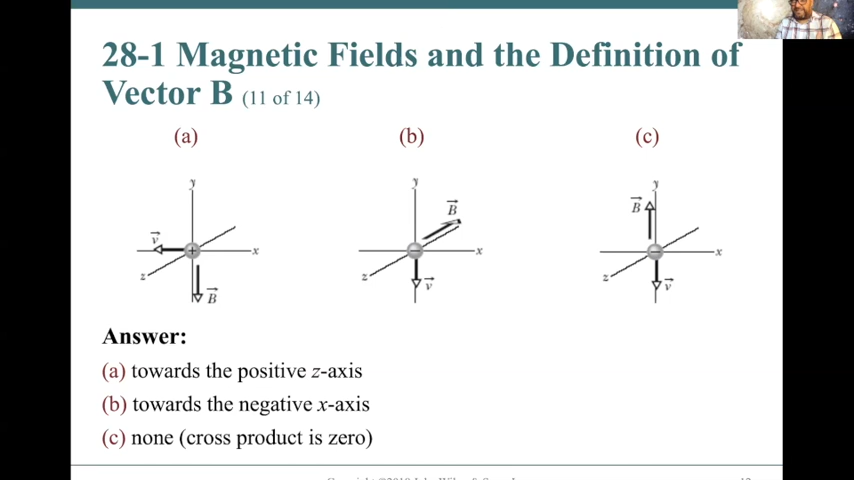 28-1 Magnetic Fields and the Definition of
Vector B (11 of 14)
(a) (b) (c)
y
v
+
x
z
B
y
B
−
x
z
v
y
B
−
x
z
v
Answer:
(a) towards the positive z-axis
(b) towards the negative x-axis
(c) none (cross product is zero)